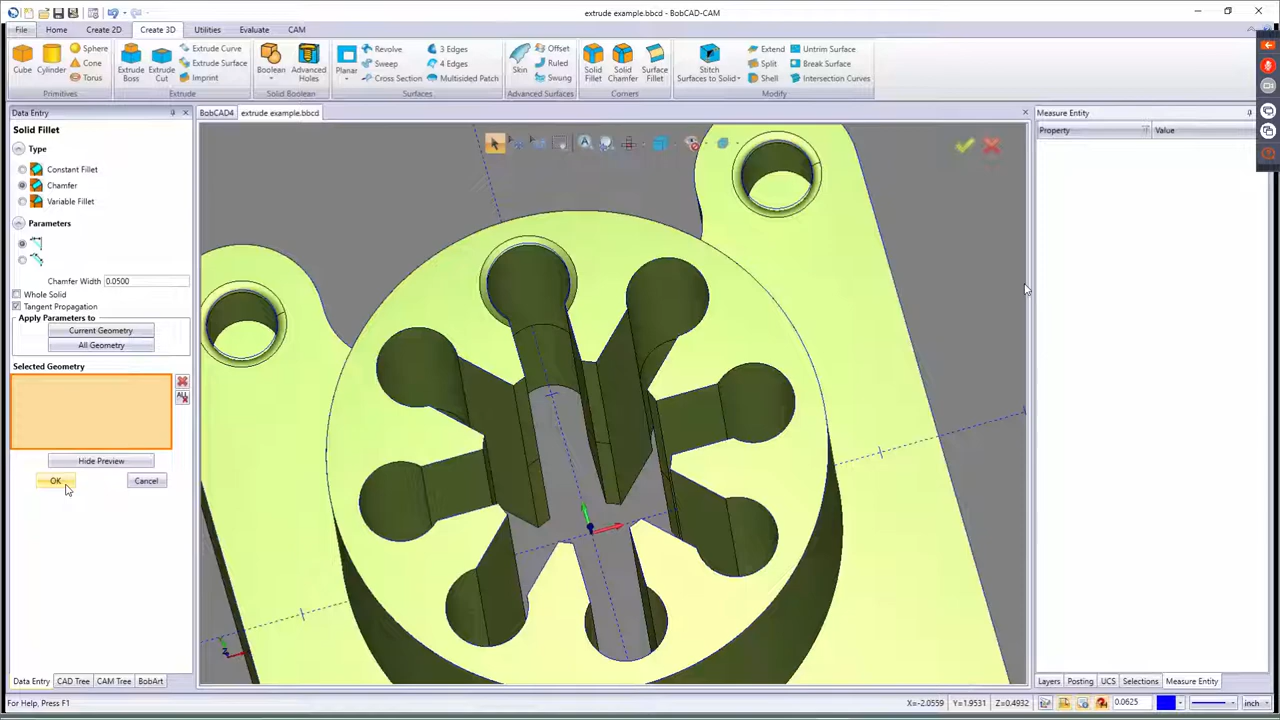 extrude example.bbcd - BobCAD-CAM
File Home Create 2D Create 3D Utilities Evaluate CAM
Cube Cylinder Sphere Cone Torus
Primitives
Extrude Boss Extrude Cut Extrude Curve Extrude Surface Imprint
Extrude
Boolean Advanced Holes
Solid Boolean
Planar Revolve Sweep Cross Section 3 Edges 4 Edges Multisided Patch
Surfaces
Skin Offset Ruled Swung
Advanced Surfaces
Solid Fillet Solid Chamfer Surface Fillet
Corners
Stitch Surfaces to Solid Extend Split Shell Untrim Surface Break Surface Intersection Curves
Modify
Data Entry
BobCAD4 extrude example.bbcd
Measure Entity
Property Value
Solid Fillet
Type
Constant Fillet
Chamfer
Variable Fillet
Parameters
Chamfer Width 0.0500
Whole Solid
Tangent Propagation
Apply Parameters to
Current Geometry
All Geometry
Selected Geometry
ALL
Hide Preview
OK Cancel
Data Entry CAD Tree CAM Tree BobArt
Layers Posting UCS Selections Measure Entity
For Help, Press F1
X=-2.0559 Y=1.9531 Z=0.4932 0.0625 inch